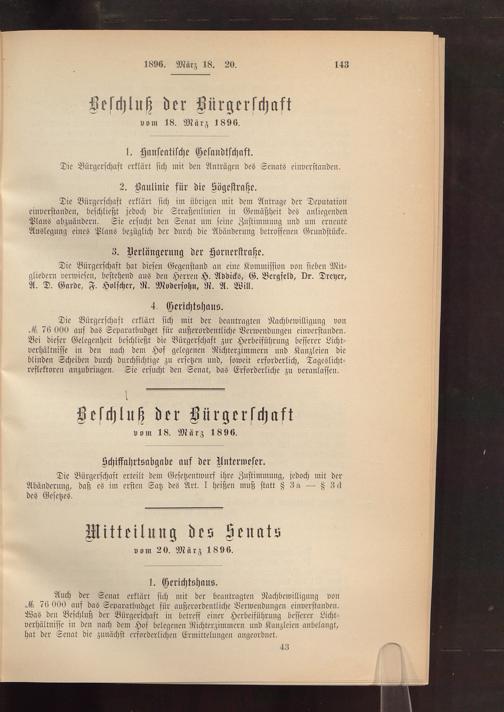 1896. März 18. 20. 143
Beschluß der Bürgerschaft
vom 18. März 1896.
1. Hanseatische Gesandtschaft.
Die Bürgerschaft erklärt sich mit den Anträgen des Senats einverstanden.
2. Baulinie für die Sögestraße.
Die Bürgerschaft erklärt sich im übrigen mit dem Antrage der Deputation
einverstanden, beschließt jedoch die Straßenlinien in Gemäßheit des anliegenden
Plans abzuändern. Sie ersucht den Senat um seine Zustimmung und um erneute
Auslegung eines Plans bezüglich der durch die Abänderung betroffenen Grundstücke.
3. Verlängerung der Hornerstraße.
Die Bürgerschaft hat diesen Gegenstand an eine Kommission von sieben Mit-
gliedern verwiesen, bestehend aus den Herren H. Addicks, G. Bergfeld, Dr. Dreyer,
A. D. Garde, F. Holscher, R. Modersohn, R. A. Will.
4. Gerichtshaus.
Die Bürgerschaft erklärt sich mit der beantragten Nachbewilligung von
ℳ 76 000 auf das Separatbudget für außerordentliche Verwendungen einverstanden.
Bei dieser Gelegenheit beschließt die Bürgerschaft zur Herbeiführung besserer Licht-
verhältnisse in den nach dem Hof gelegenen Richterzimmern und Kanzleien die
blinden Scheiben durch durchsichtige zu ersetzen und, soweit erforderlich, Tageslicht-
reflektoren anzubringen. Sie ersucht den Senat, das Erforderliche zu veranlassen.
Beschluß der Bürgerschaft
vom 18. März 1896.
Schiffahrtsabgabe auf der Unterweser.
Die Bürgerschaft erteilt dem Gesetzentwurf ihre Zustimmung, jedoch mit der
Abänderung, daß es im ersten Satz des Art. I heißen muß statt § 3a — § 3d
des Gesetzes.
Mitteilung des Senats
vom 20. März 1896.
1. Gerichtshaus.
Auch der Senat erklärt sich mit der beantragten Nachbewilligung von
ℳ 76 000 auf das Separatbudget für außerordentliche Verwendungen einverstanden.
Was den Beschluß der Bürgerschaft in betreff einer Herbeiführung besserer Licht-
verhältnisse in den nach dem Hof belegenen Richterzimmern und Kanzleien anbelangt,
hat der Senat die zunächst erforderlichen Ermittelungen angeordnet.
43